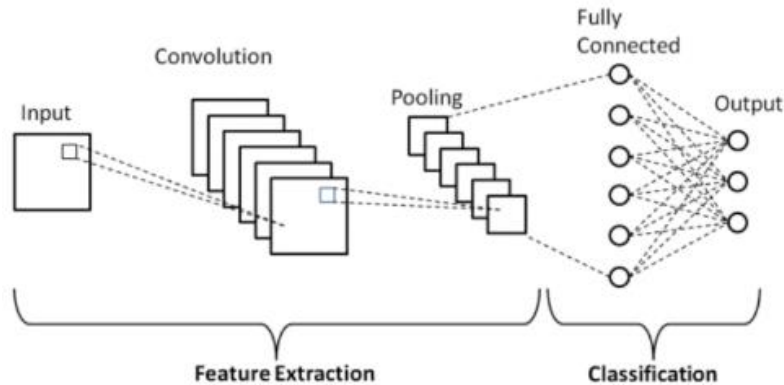 Fully
Connected
Convolution
Pooling
Output
Input
Feature Extraction
Classification